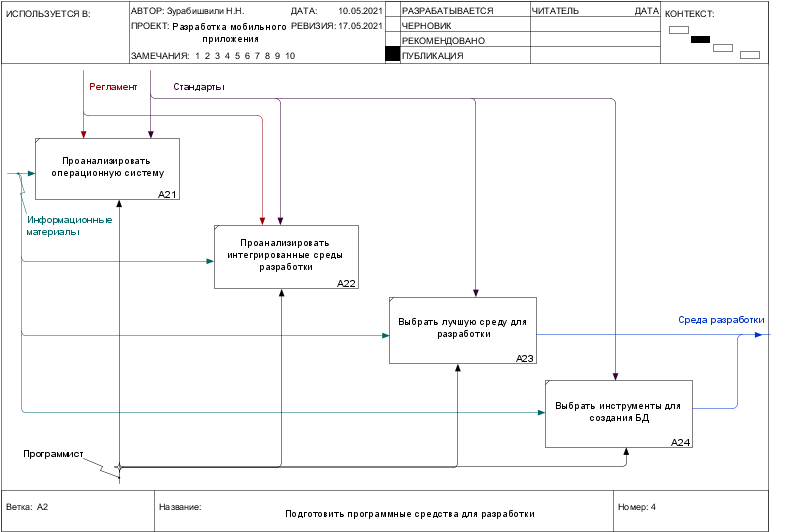 ИСПОЛЬЗУЕТСЯ В:
АВТОР: Зурабишвили Н.Н.
ДАТА: 10.05.2021
ПРОЕКТ: Разработка мобильного
приложения
РЕВИЗИЯ: 17.05.2021
ЗАМЕЧАНИЯ: 1 2 3 4 5 6 7 8 9 10
РАЗРАБАТЫВАЕТСЯ
ЧЕРНОВИК
РЕКОМЕНДОВАНО
ПУБЛИКАЦИЯ
ЧИТАТЕЛЬ
ДАТА
КОНТЕКСТ:
Регламент
Стандарты
Проанализировать
операционную систему
A21
Информационные
материалы
Проанализировать
интегрированные среды
разработки
A22
Выбрать лучшую среду для
разработки
A23
Среда разработки
Выбрать инструменты для
создания БД
A24
Программист
Ветка: A2
Название:
Подготовить программные средства для разработки
Номер: 4